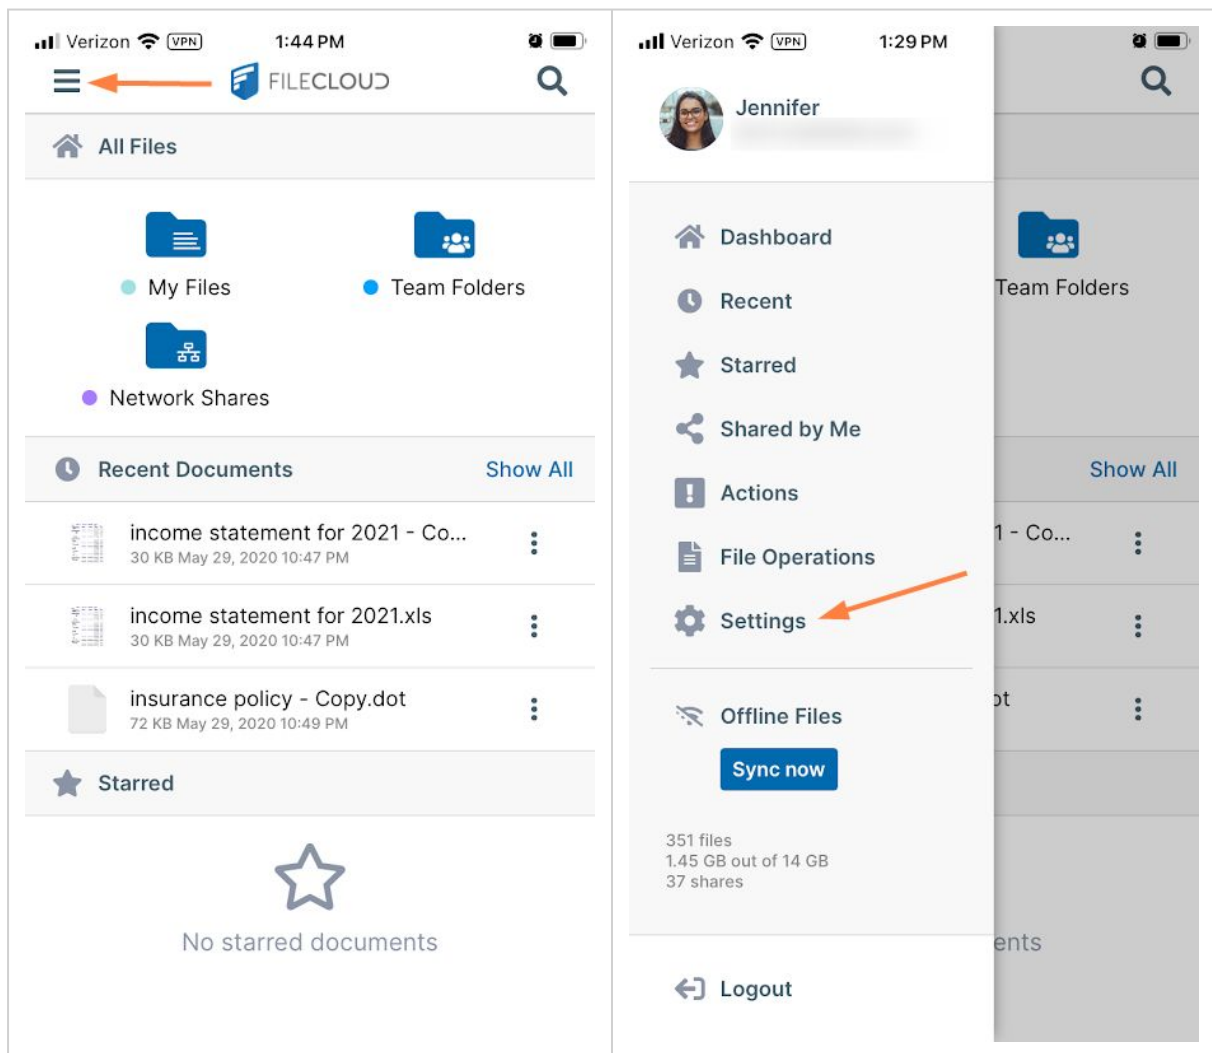 Verizon VPN 1:44 PM
FILECLOUD
All Files
My Files
Team Folders
Network Shares
Recent Documents Show All
income statement for 2021 - Co...
30 KB May 29, 2020 10:47 PM
income statement for 2021.xls
30 KB May 29, 2020 10:47 PM
insurance policy - Copy.dot
72 KB May 29, 2020 10:49 PM
Starred
No starred documents
Verizon VPN 1:29 PM
Jennifer
Dashboard
Recent
Starred
Shared by Me
Actions
File Operations
Settings
Offline Files
Sync now
351 files
1.45 GB out of 14 GB
37 shares
Logout
Team Folders
Show All
1 - Co...
1.xls
ot
ents